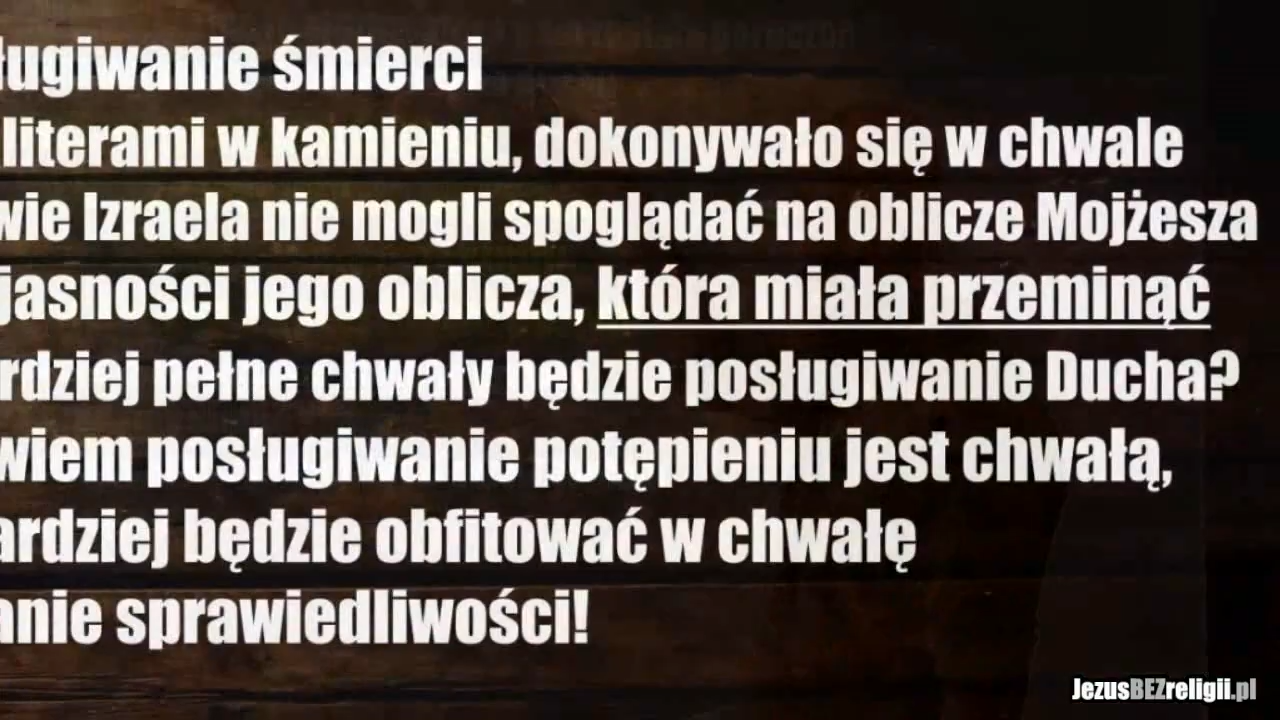 ługiwanie śmierci
literami w kamieniu, dokonywało się w chwale
wie Izraela nie mogli spoglądać na oblicze Mojżesza
jasności jego oblicza, która miała przeminąć
rdziej pełne chwały będzie posługiwanie Ducha?
wiem posługiwanie potępieniu jest chwałą,
ardziej będzie obfitować w chwałę
anie sprawiedliwości!
JezusBEZreligii.pl